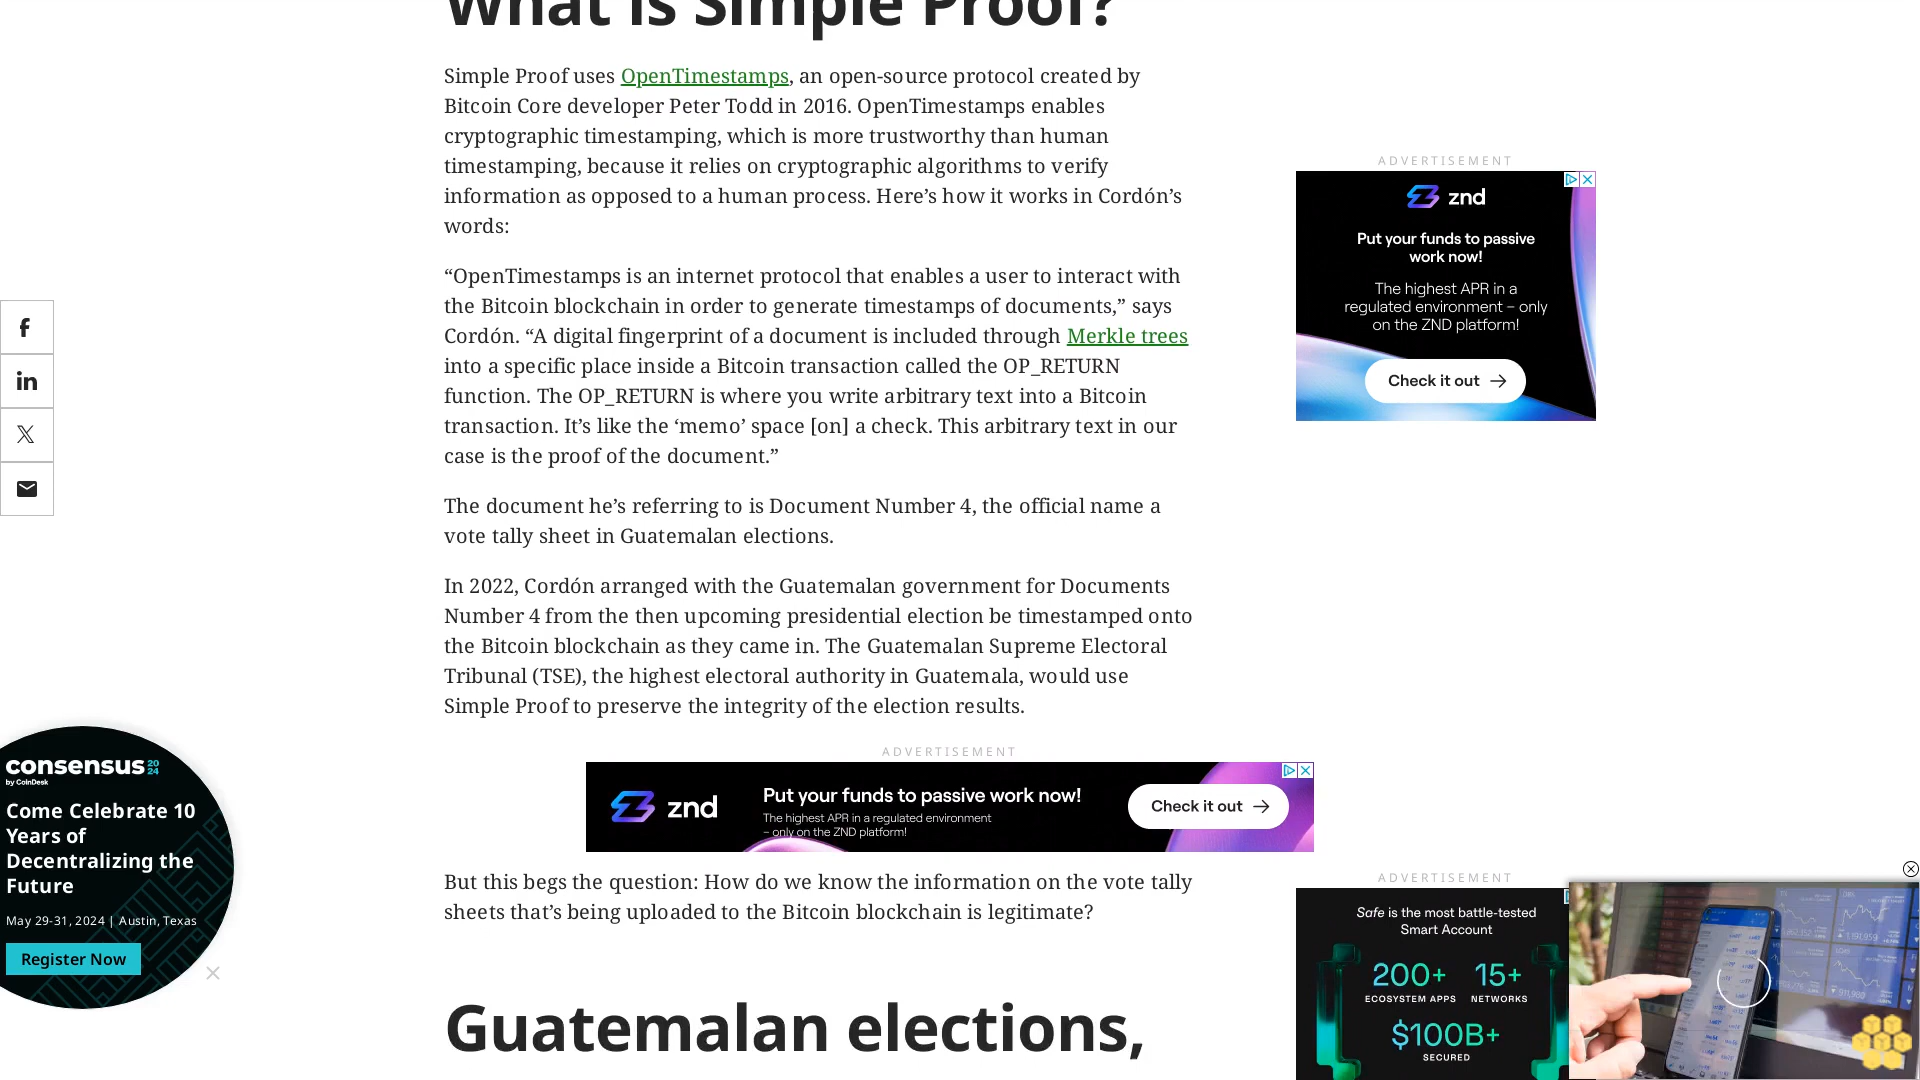 What is Simple Proof?
Simple Proof uses OpenTimestamps, an open-source protocol created by
Bitcoin Core developer Peter Todd in 2016. OpenTimestamps enables
cryptographic timestamping, which is more trustworthy than human
timestamping, because it relies on cryptographic algorithms to verify
information as opposed to a human process. Here’s how it works in Cordón’s
words:
“OpenTimestamps is an internet protocol that enables a user to interact with
the Bitcoin blockchain in order to generate timestamps of documents,” says
Cordón. “A digital fingerprint of a document is included through Merkle trees
into a specific place inside a Bitcoin transaction called the OP_RETURN
function. The OP_RETURN is where you write arbitrary text into a Bitcoin
transaction. It’s like the ‘memo’ space [on] a check. This arbitrary text in our
case is the proof of the document.”
The document he’s referring to is Document Number 4, the official name a
vote tally sheet in Guatemalan elections.
In 2022, Cordón arranged with the Guatemalan government for Documents
Number 4 from the then upcoming presidential election be timestamped onto
the Bitcoin blockchain as they came in. The Guatemalan Supreme Electoral
Tribunal (TSE), the highest electoral authority in Guatemala, would use
Simple Proof to preserve the integrity of the election results.
ADVERTISEMENT
znd
Put your funds to passive work now!
The highest APR in a regulated environment
– only on the ZND platform!
Check it out
But this begs the question: How do we know the information on the vote tally
sheets that’s being uploaded to the Bitcoin blockchain is legitimate?
Guatemalan elections,
ADVERTISEMENT
znd
Put your funds to passive
work now!
The highest APR in a
regulated environment – only
on the ZND platform!
Check it out
ADVERTISEMENT
Safe is the most battle-tested
Smart Account
200+ 15+
ECOSYSTEM APPS NETWORKS
$100B+
SECURED
consensus 2024
by CoinDesk
Come Celebrate 10
Years of
Decentralizing the
Future
May 29-31, 2024 | Austin, Texas
Register Now